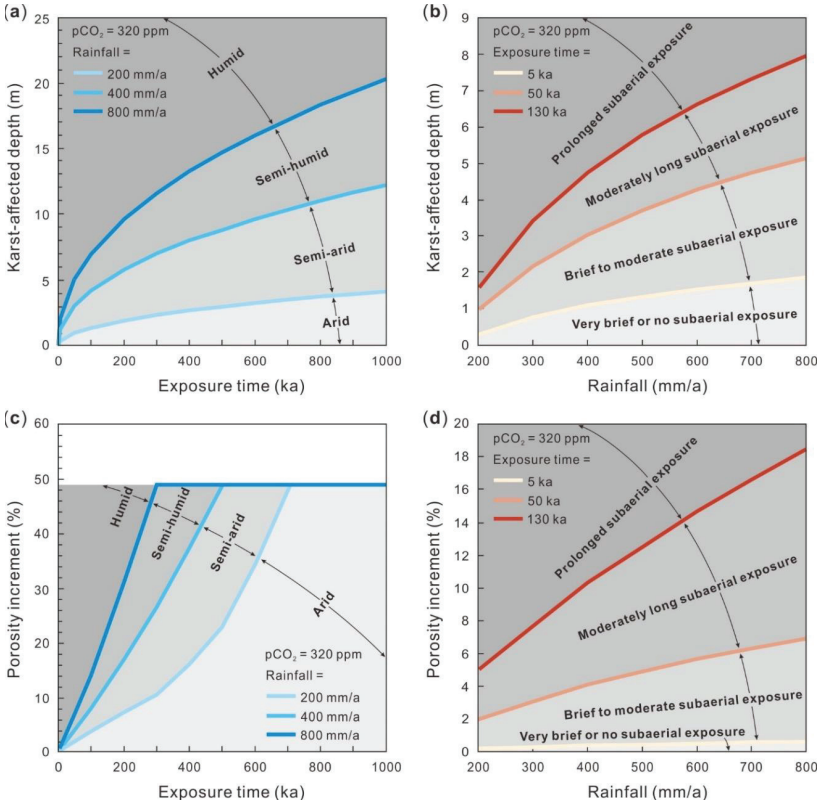 (a)
pCO₂ = 320 ppm
Rainfall =
200 mm/a
400 mm/a
800 mm/a
Humid
Semi-humid
Semi-arid
Arid
Karst-affected depth (m)
25
20
15
10
5
0
0 200 400 600 800 1000
Exposure time (ka)
(b)
pCO₂ = 320 ppm
Exposure time =
5 ka
50 ka
130 ka
Prolonged subaerial exposure
Moderately long subaerial exposure
Brief to moderate subaerial exposure
Very brief or no subaerial exposure
Karst-affected depth (m)
9
8
7
6
5
4
3
2
1
0
200 300 400 500 600 700 800
Rainfall (mm/a)
(c)
Humid
Semi-humid
Semi-arid
Arid
pCO₂ = 320 ppm
Rainfall =
200 mm/a
400 mm/a
800 mm/a
Porosity increment (%)
60
50
40
30
20
10
0
0 200 400 600 800 1000
Exposure time (ka)
(d)
pCO₂ = 320 ppm
Exposure time =
5 ka
50 ka
130 ka
Prolonged subaerial exposure
Moderately long subaerial exposure
Brief to moderate subaerial exposure
Very brief or no subaerial exposure
Porosity increment (%)
20
18
16
14
12
10
8
6
4
2
0
200 300 400 500 600 700 800
Rainfall (mm/a)